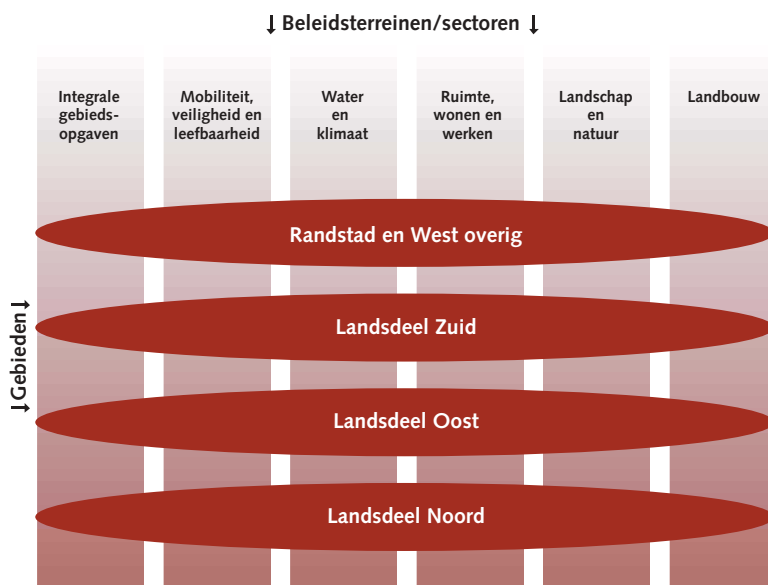 Beleidsterreinen/sectoren
Integrale
gebieds-
opgaven
Mobiliteit,
veiligheid en
leefbaarheid
Water
en
klimaat
Ruimte,
wonen en
werken
Landschap
en
natuur
Landbouw
Gebieden
Randstad en West overig
Landsdeel Zuid
Landsdeel Oost
Landsdeel Noord